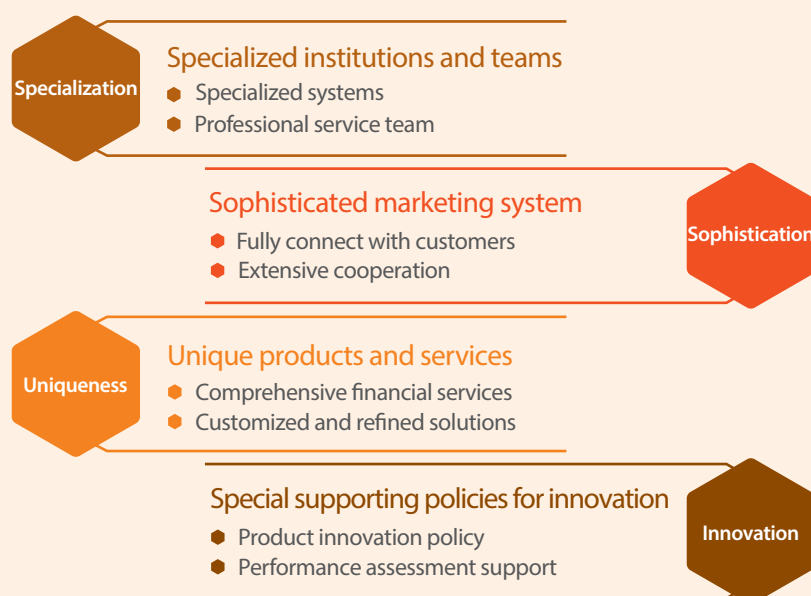 Specialization
Specialized institutions and teams
Specialized systems
Professional service team
Sophisticated marketing system
Fully connect with customers
Extensive cooperation
Sophistication
Uniqueness
Unique products and services
Comprehensive financial services
Customized and refined solutions
Special supporting policies for innovation
Product innovation policy
Performance assessment support
Innovation